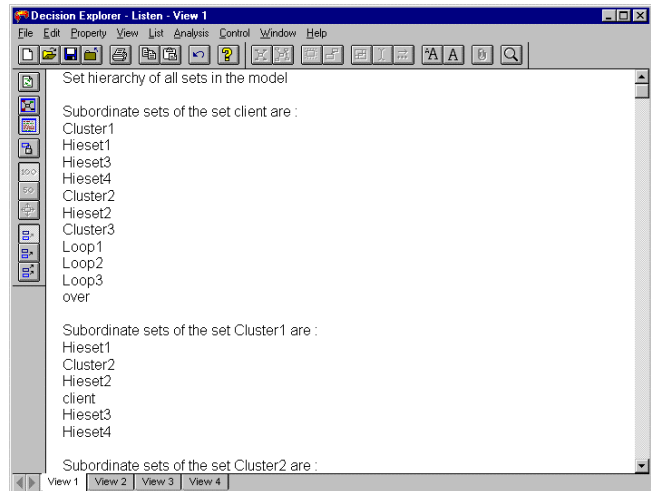 Decision Explorer - Listen - View 1
File Edit Property View List Analysis Control Window Help
Set hierarchy of all sets in the model
Subordinate sets of the set client are :
Cluster1
Hieset1
Hieset3
Hieset4
Cluster2
Hieset2
Cluster3
Loop1
Loop2
Loop3
over
Subordinate sets of the set Cluster1 are :
Hieset1
Cluster2
Hieset2
client
Hieset3
Hieset4
Subordinate sets of the set Cluster2 are :
100
50
View 1 View 2 View 3 View 4